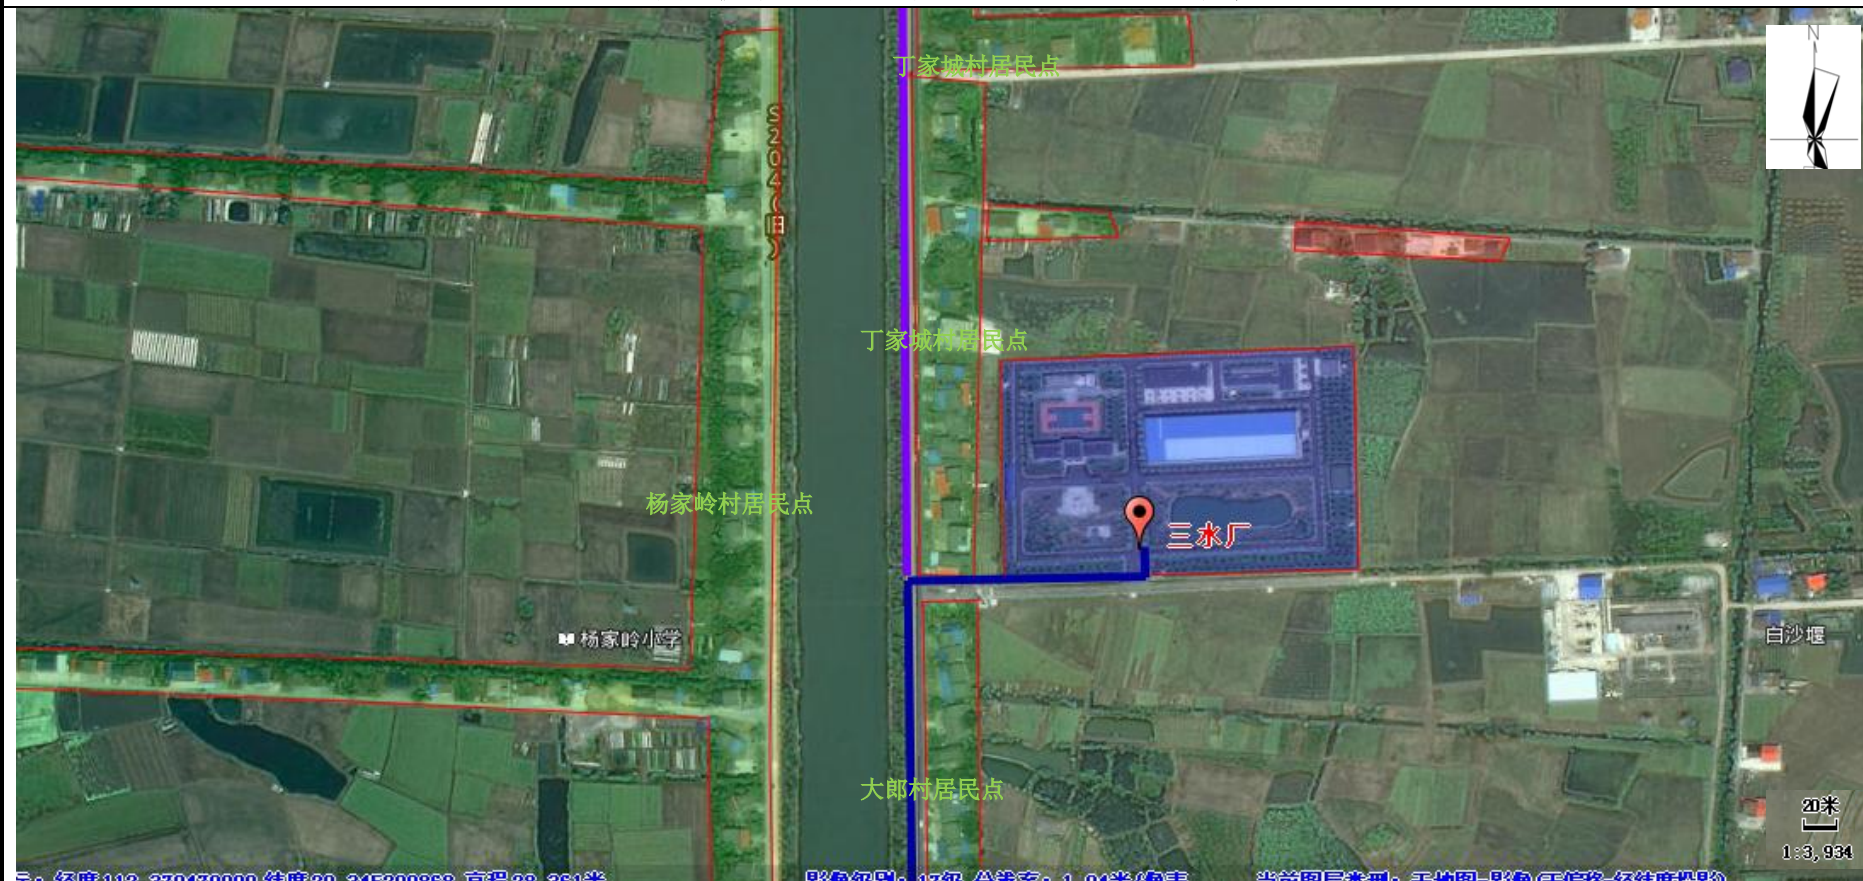 N
丁家城村居民点
S204(旧)
丁家城村居民点
杨家岭村居民点
三水厂
杨家岭小学
白沙堰
大郎村居民点
20米
1:3,934